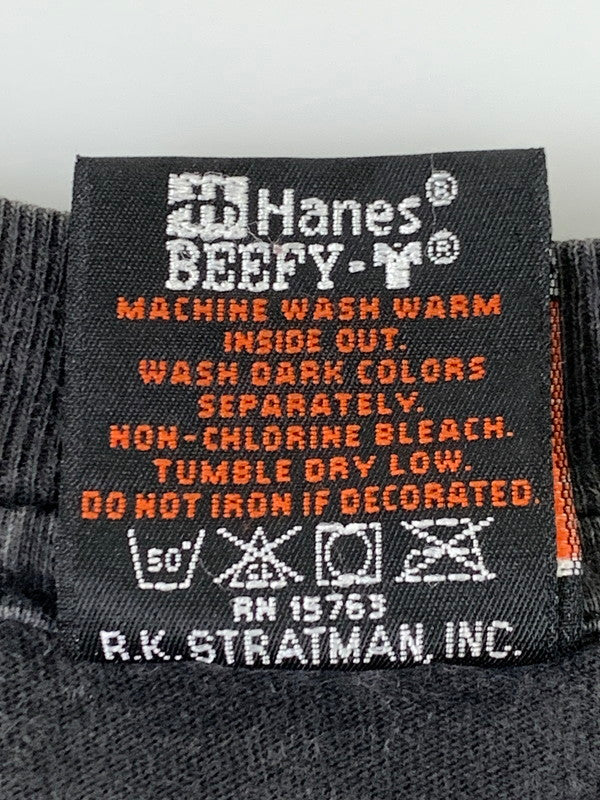 Hanes®
BEEFY-T®
MACHINE WASH WARM
INSIDE OUT.
WASH DARK COLORS
SEPARATELY.
NON-CHLORINE BLEACH.
TUMBLE DRY LOW.
DO NOT IRON IF DECORATED.
50° CL
RN 15763
R.K. STRATMAN, INC.